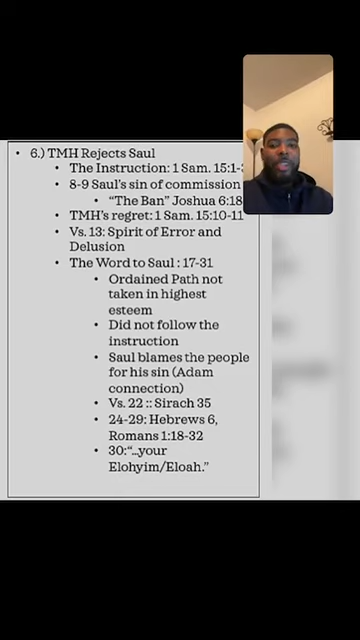 6.) TMH Rejects Saul
The Instruction: 1 Sam. 15:1-
8-9 Saul's sin of commission
"The Ban" Joshua 6:18
TMH's regret: 1 Sam. 15:10-11
Vs. 13: Spirit of Error and
Delusion
The Word to Saul : 17-31
Ordained Path not
taken in highest
esteem
Did not follow the
instruction
Saul blames the people
for his sin (Adam
connection)
Vs. 22 :: Sirach 35
24-29: Hebrews 6,
Romans 1:18-32
30:"...your
Elohyim/Eloah."